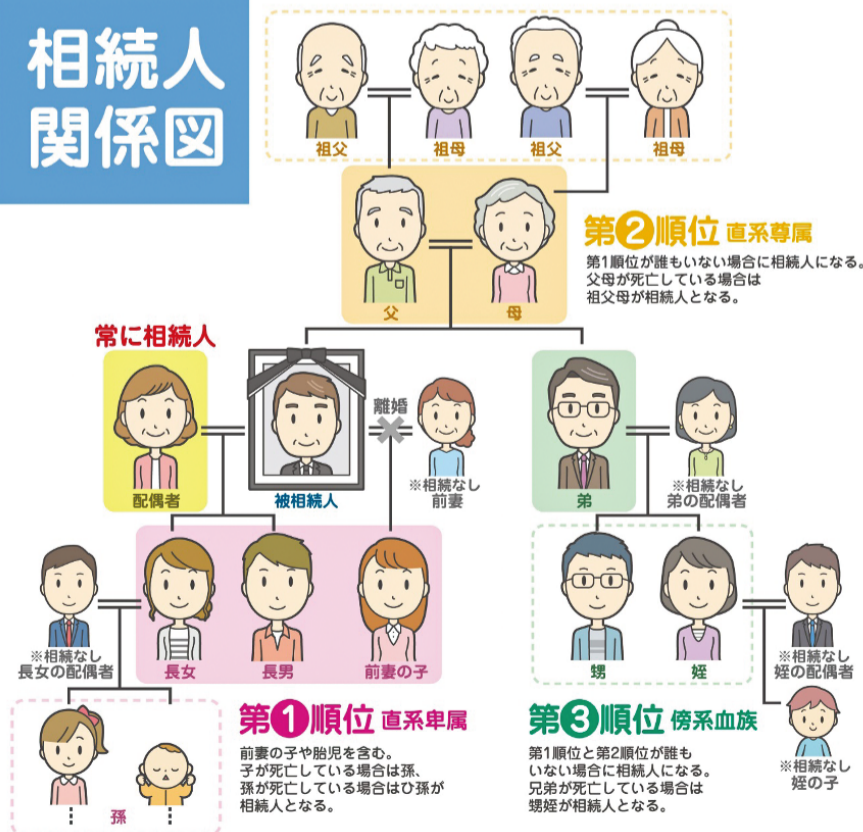 相続人
関係図
祖父
祖母
祖父
祖母
第2順位 直系尊属
第1順位が誰もいない場合に相続人になる。
父母が死亡している場合は
祖父母が相続人となる。
父
母
常に相続人
離婚
配偶者
被相続人
※相続なし
前妻
弟
※相続なし
弟の配偶者
※相続なし
長女の配偶者
長女
長男
前妻の子
甥
姪
※相続なし
姪の配偶者
第1順位 直系卑属
前妻の子や胎児を含む。
子が死亡している場合は孫、
孫が死亡している場合はひ孫が
相続人となる。
第3順位 傍系血族
第1順位と第2順位が誰も
いない場合に相続人になる。
兄弟が死亡している場合は
甥姪が相続人となる。
※相続なし
姪の子
孫